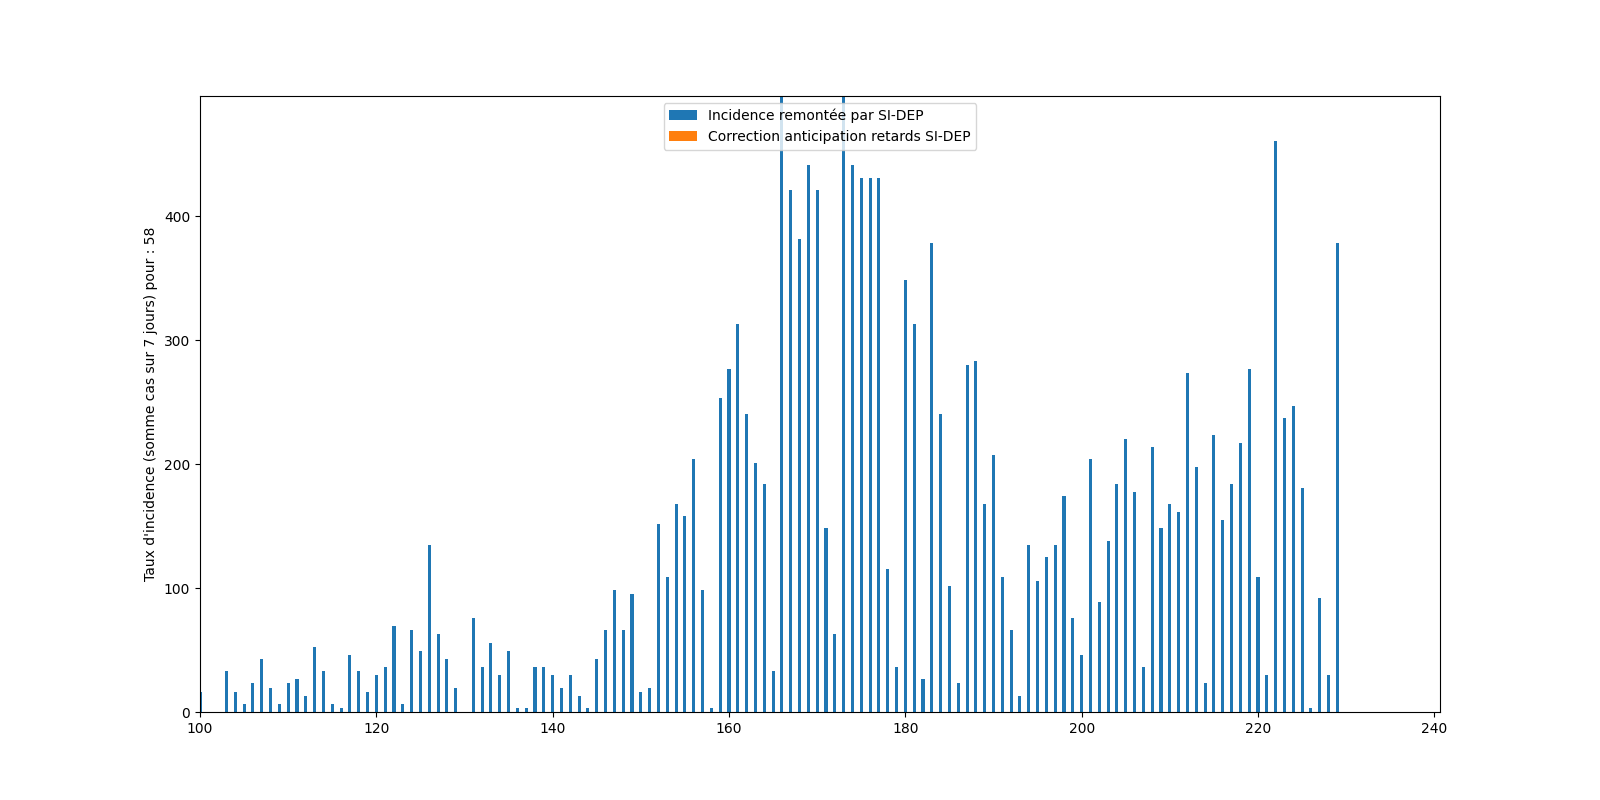 Incidence remontée par SI-DEP
Correction anticipation retards SI-DEP
Taux d'incidence (somme cas sur 7 jours) pour : 58
400
300
200
100
0
100 120 140 160 180 200 220 240